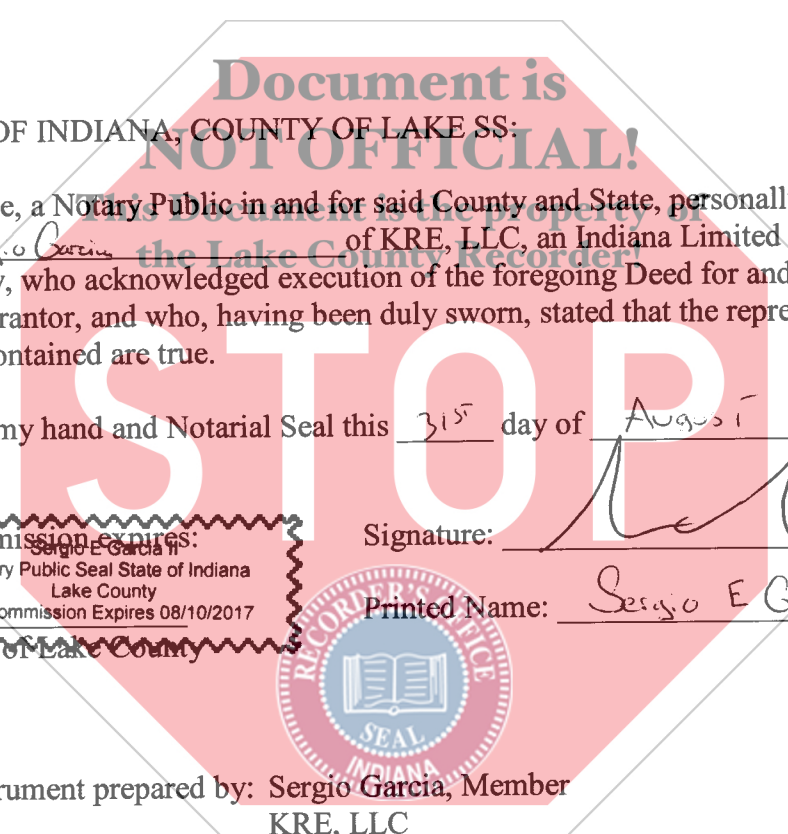 Document is
OF INDIANA, COUNTY OF LAKE SS:
NOT OFFICIAL!
e, a Notary Public in and for said County and State, personall
This Document is the property of
io Garcia of KRE, LLC, an Indiana Limited
the Lake County Recorder!
, who acknowledged execution of the foregoing Deed for and
rantor, and who, having been duly sworn, stated that the repre
ontained are true.
STOP
my hand and Notarial Seal this 31st day of August
mission expires:
Sergio E Garcia II
ry Public Seal State of Indiana
Lake County
ommission Expires 08/10/2017
of Lake County
Signature:
Printed Name: Sergio E G
RECORDER'S OFFICE
SEAL
INDIANA
rument prepared by: Sergio Garcia, Member
KRE, LLC